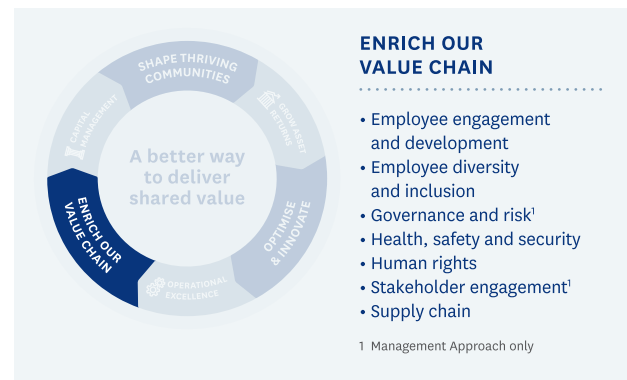 SHAPE THRIVING
COMMUNITIES
CAPITAL
MANAGEMENT
GROW ASSET
RETURNS
A better way
to deliver
shared value
ENRICH OUR
VALUE CHAIN
OPTIMISE
& INNOVATE
OPERATIONAL
EXCELLENCE
ENRICH OUR
VALUE CHAIN
• Employee engagement
and development
• Employee diversity
and inclusion
• Governance and risk¹
• Health, safety and security
• Human rights
• Stakeholder engagement¹
• Supply chain
1 Management Approach only